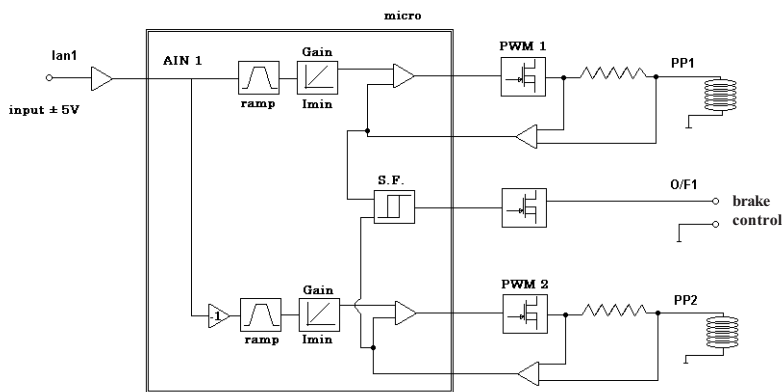 micro
Ian1
AIN 1
Gain
PWM 1
PP1
input ± 5V
ramp
Imin
S.F.
O/F1
brake
control
Gain
PWM 2
PP2
-1
ramp
Imin